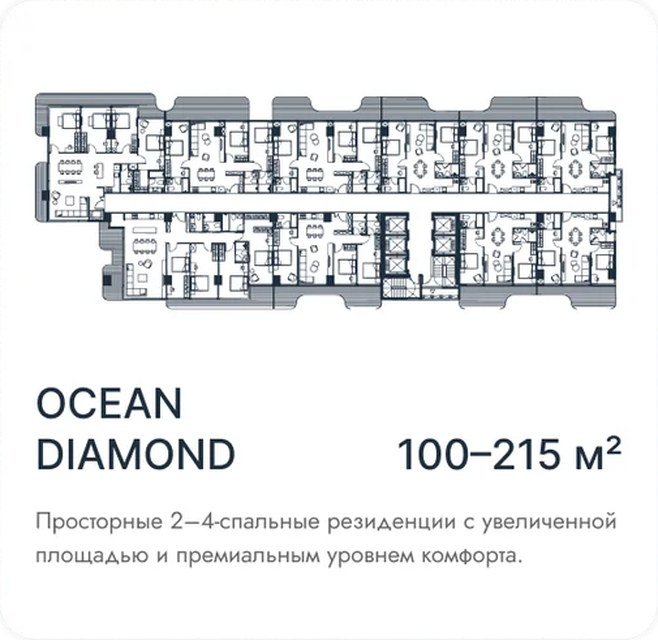 OCEAN
DIAMOND
100–215 м²
Просторные 2–4-спальные резиденции с увеличенной
площадью и премиальным уровнем комфорта.